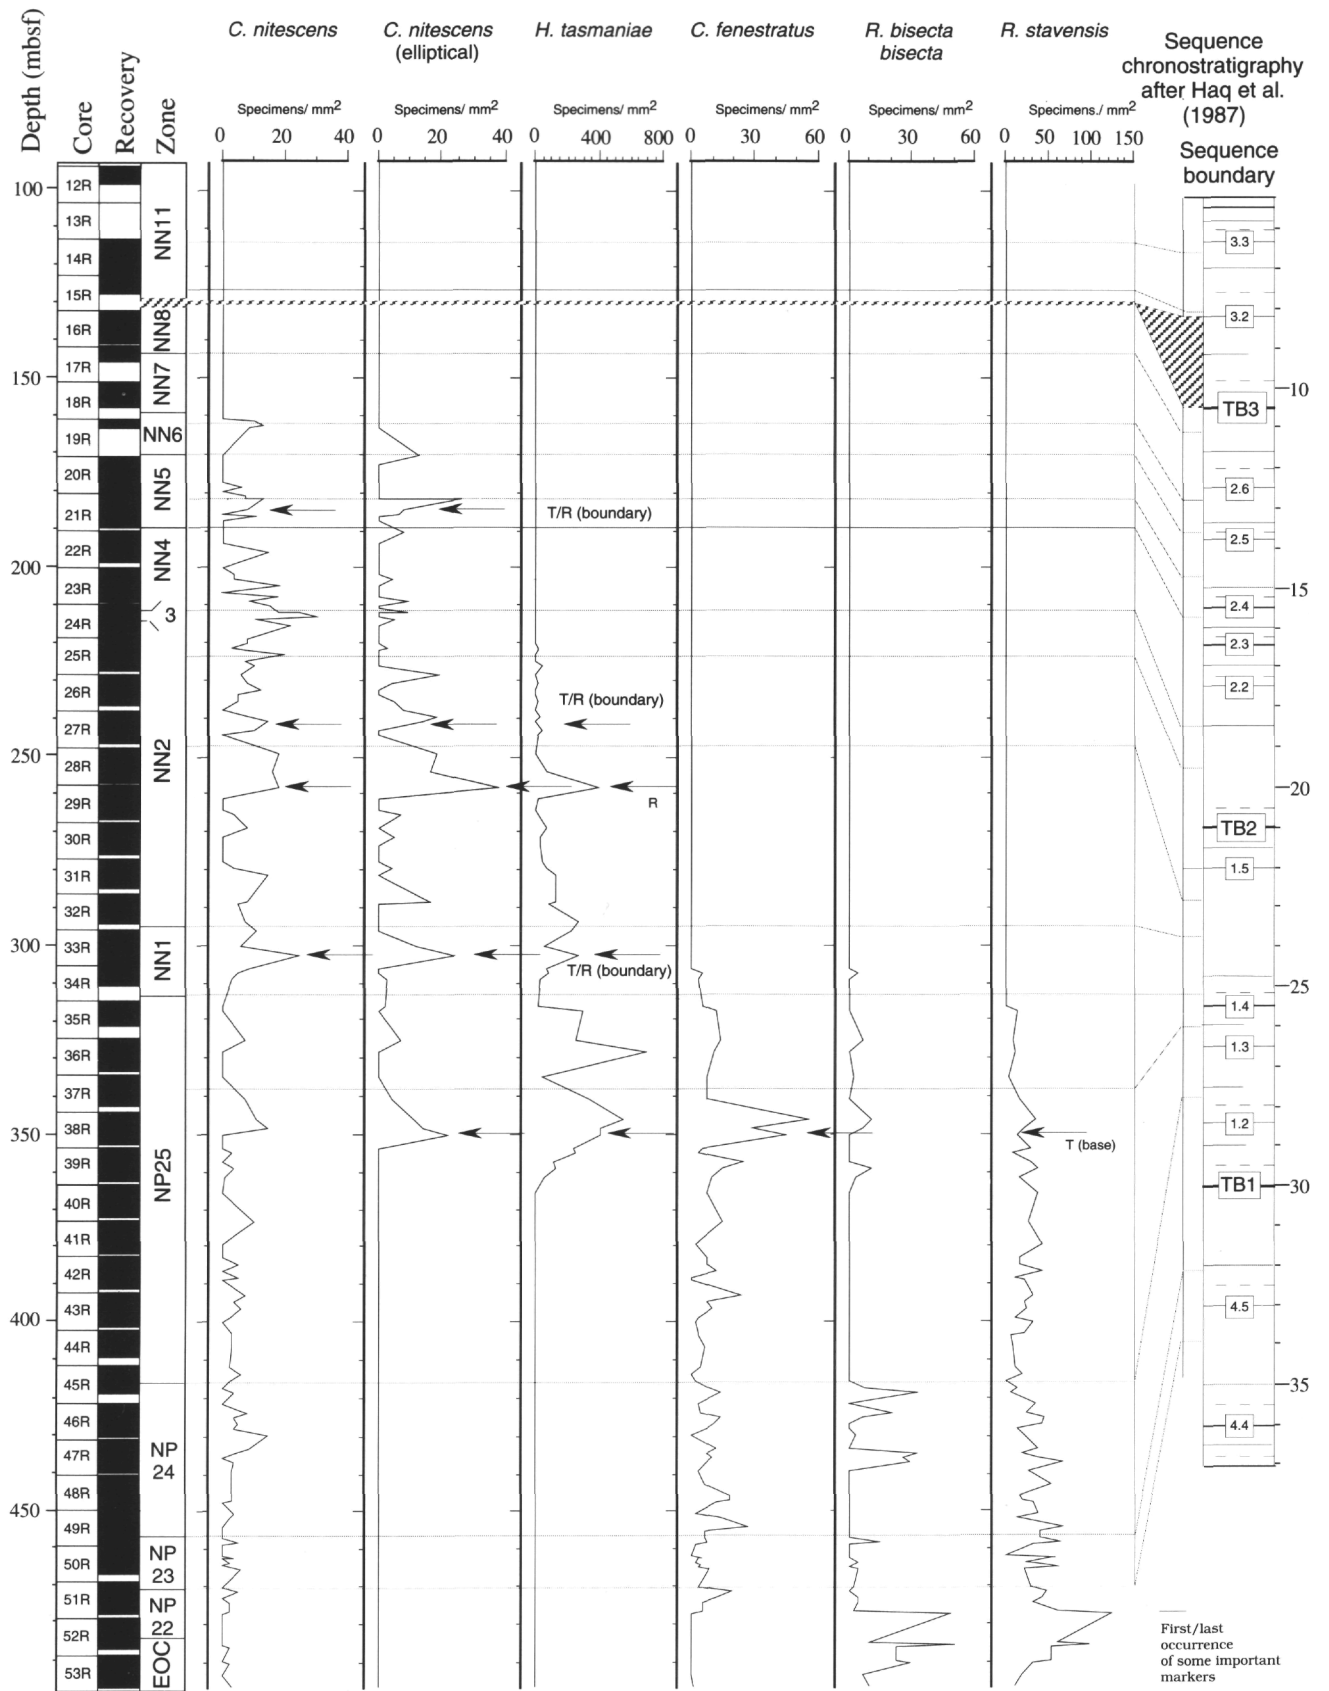 Depth (mbsf)
Core
Recovery
Zone
C. nitescens
C. nitescens
(elliptical)
H. tasmaniae
C. fenestratus
R. bisecta
bisecta
R. stavensis
Sequence
chronostratigraphy
after Haq et al.
(1987)
Sequence
boundary
Specimens/ mm2
Specimens/ mm2
Specimens/ mm2
Specimens/ mm2
Specimens/ mm2
Specimens./ mm2
0 20 40
0 20 40
0 400 800
0 30 60
0 30 60
0 50 100 150
100
150
200
250
300
350
400
450
12R
13R
14R
15R
16R
17R
18R
19R
20R
21R
22R
23R
24R
25R
26R
27R
28R
29R
30R
31R
32R
33R
34R
35R
36R
37R
38R
39R
40R
41R
42R
43R
44R
45R
46R
47R
48R
49R
50R
51R
52R
53R
NN11
NN8
NN7
NN6
NN5
NN4
3
NN2
NN1
NP25
NP
24
NP
23
NP
22
EOC
T/R (boundary)
T/R (boundary)
R
T/R (boundary)
T (base)
3.3
3.2
TB3
2.6
2.5
2.4
2.3
2.2
TB2
1.5
1.4
1.3
1.2
TB1
4.5
4.4
10
15
20
25
30
35
First/last
occurrence
of some important
markers